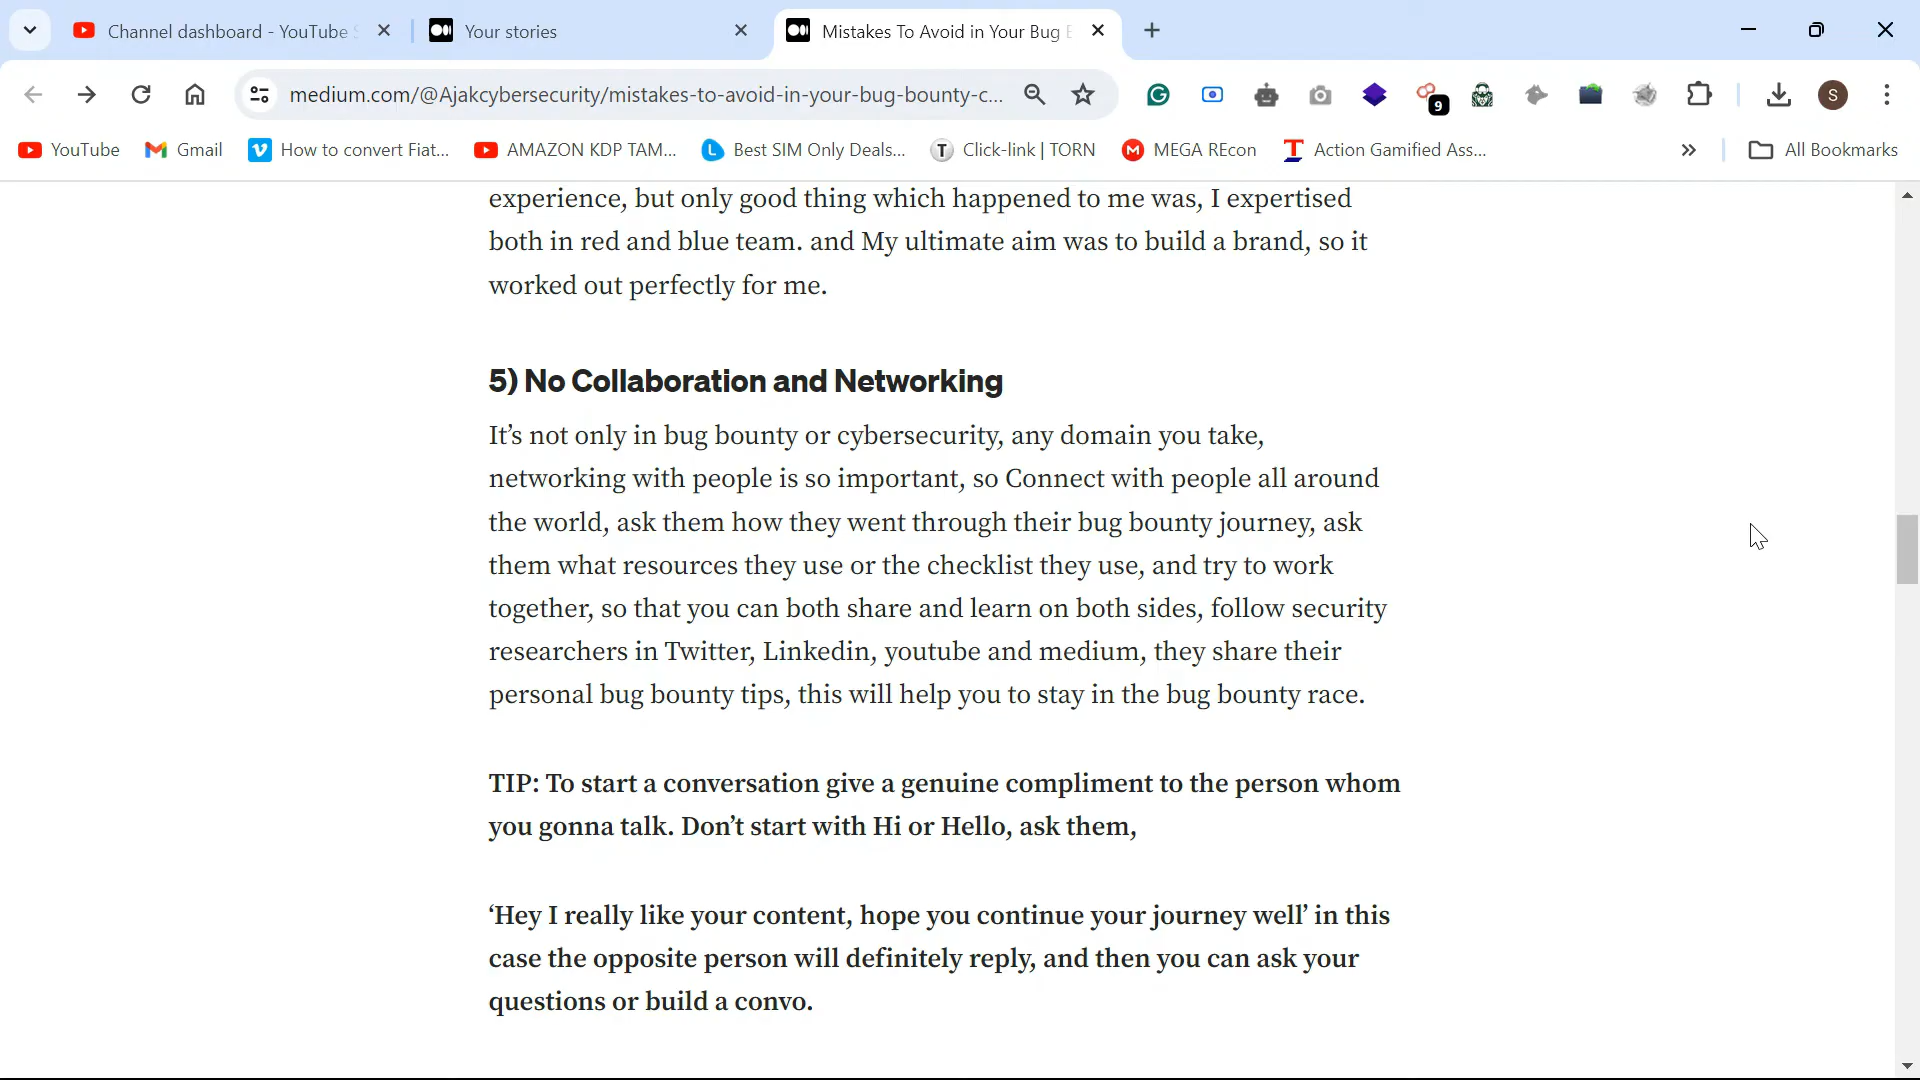 Channel dashboard - YouTube
Your stories
Mistakes To Avoid in Your Bug
medium.com/@Ajakcybersecurity/mistakes-to-avoid-in-your-bug-bounty-c...
9
S
YouTube
Gmail
How to convert Fiat...
AMAZON KDP TAM...
Best SIM Only Deals...
Click-link | TORN
MEGA REcon
Action Gamified Ass...
All Bookmarks
experience, but only good thing which happened to me was, I expertised
both in red and blue team. and My ultimate aim was to build a brand, so it
worked out perfectly for me.
5) No Collaboration and Networking
It’s not only in bug bounty or cybersecurity, any domain you take,
networking with people is so important, so Connect with people all around
the world, ask them how they went through their bug bounty journey, ask
them what resources they use or the checklist they use, and try to work
together, so that you can both share and learn on both sides, follow security
researchers in Twitter, Linkedin, youtube and medium, they share their
personal bug bounty tips, this will help you to stay in the bug bounty race.
TIP: To start a conversation give a genuine compliment to the person whom
you gonna talk. Don’t start with Hi or Hello, ask them,
‘Hey I really like your content, hope you continue your journey well’ in this
case the opposite person will definitely reply, and then you can ask your
questions or build a convo.